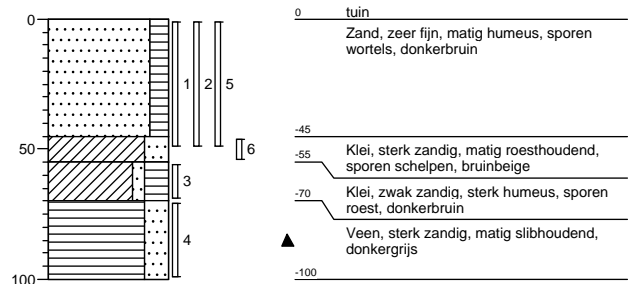 0
50
100
1
2
5
6
3
4
0 tuin
Zand, zeer fijn, matig humeus, sporen
wortels, donkerbruin
-45
Klei, sterk zandig, matig roesthoudend,
-55
sporen schelpen, bruinbeige
Klei, zwak zandig, sterk humeus, sporen
-70
roest, donkerbruin
Veen, sterk zandig, matig slibhoudend,
donkergrijs
-100